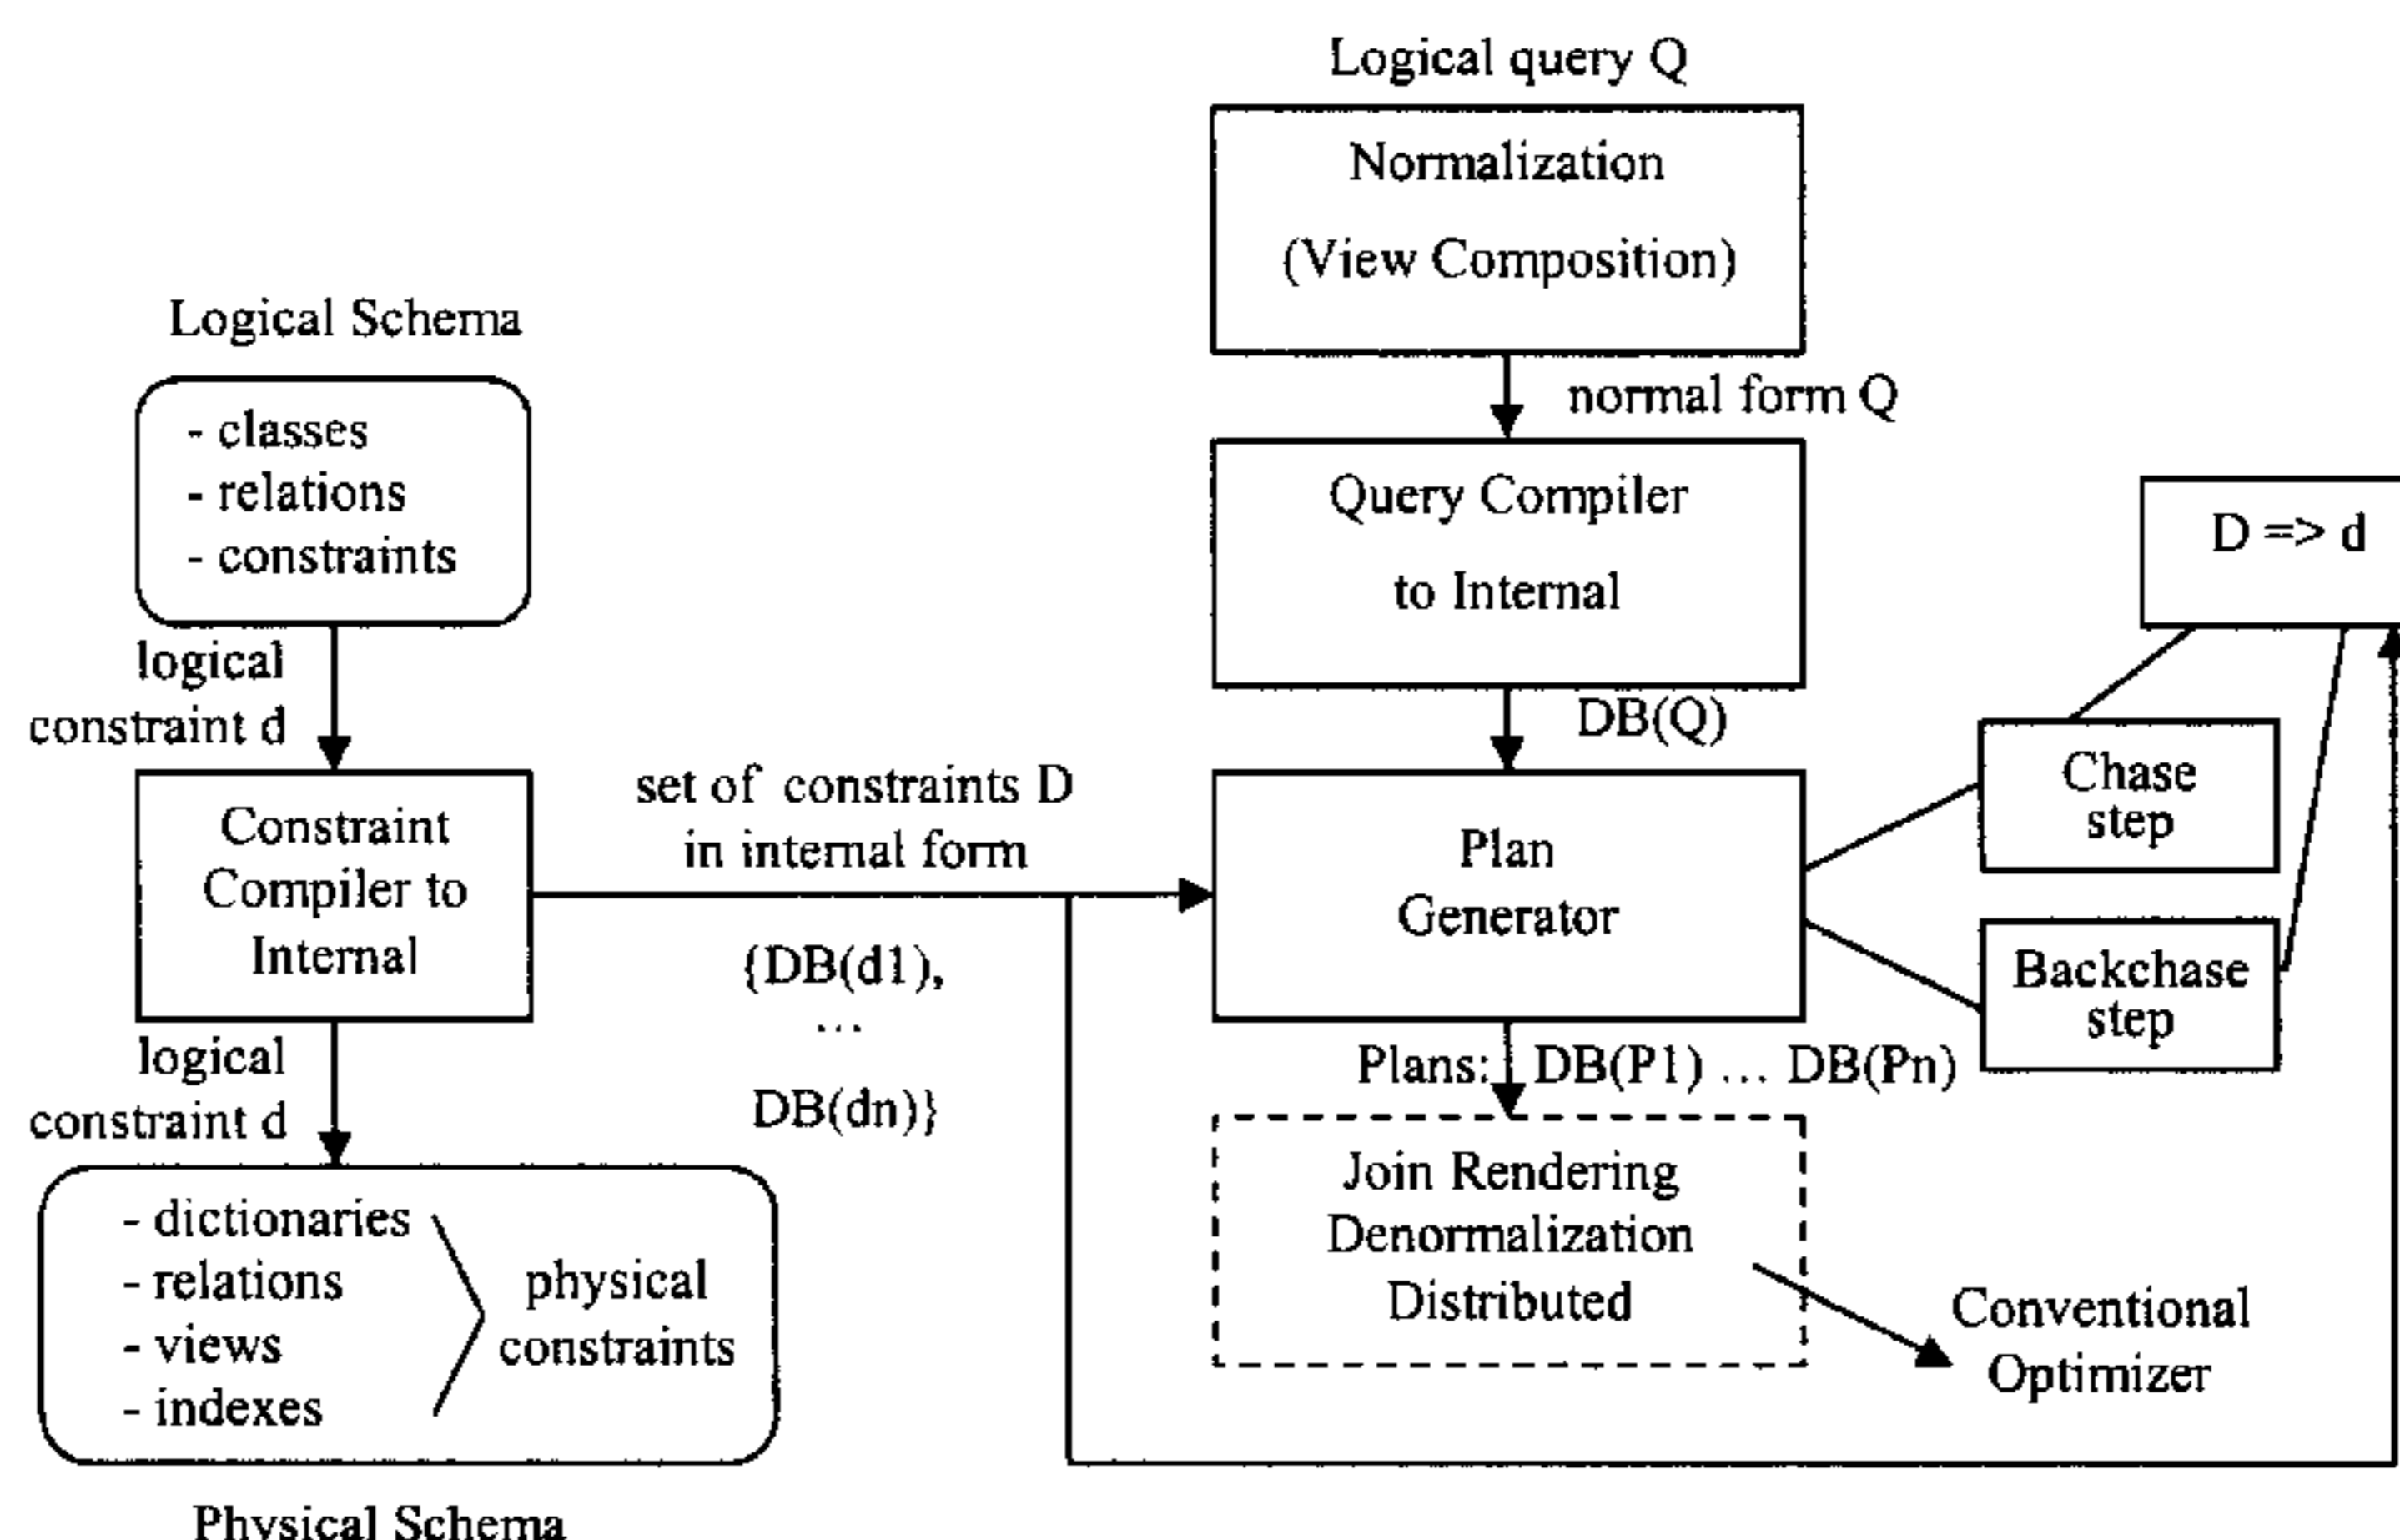 Logical query Q
Normalization
(View Composition)
normal form Q
Query Compiler
to Internal
DB(Q)
Logical Schema
- classes
- relations
- constraints
logical
constraint d
Constraint
Compiler to
Internal
set of constraints D
in internal form
{DB(d1),
...
DB(dn)}
Plan
Generator
D => d
Chase
step
Backchase
step
Plans: DB(P1) ... DB(Pn)
logical
constraint d
- dictionaries
- relations
- views
- indexes
physical
constraints
Physical Schema
Join Rendering
Denormalization
Distributed
Conventional
Optimizer